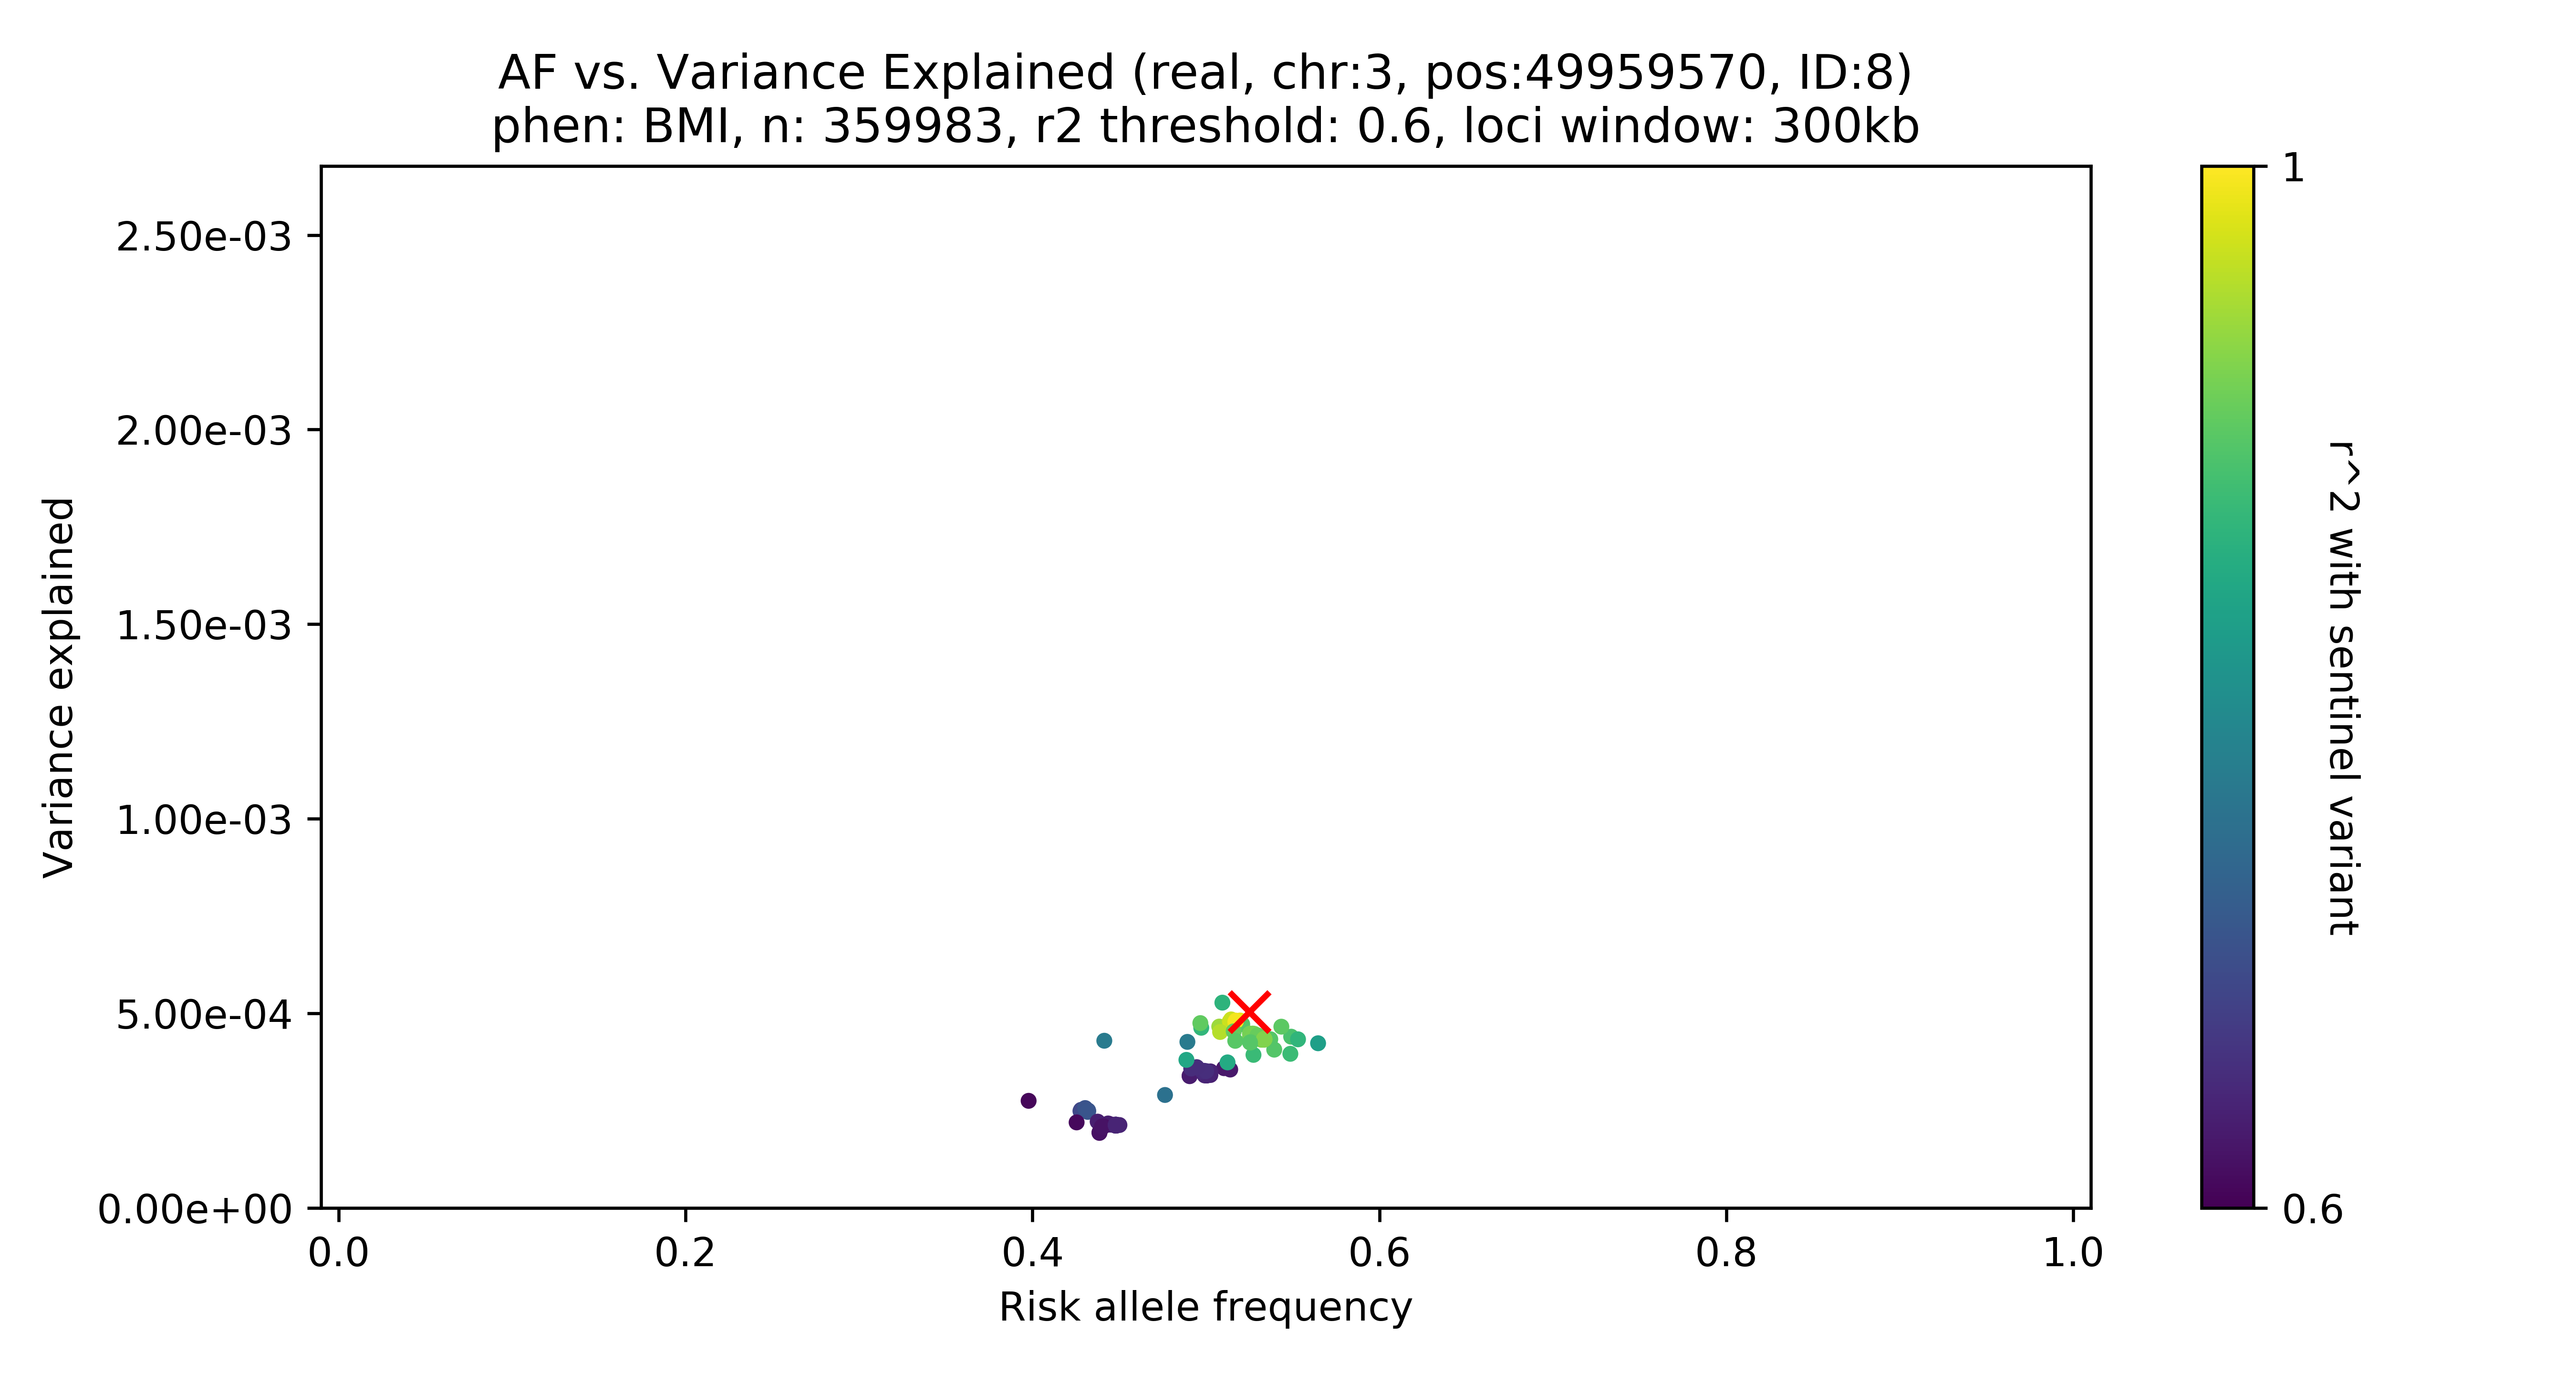 AF vs. Variance Explained (real, chr:3, pos:49959570, ID:8)
phen: BMI, n: 359983, r2 threshold: 0.6, loci window: 300kb
Variance explained
2.50e-03
2.00e-03
1.50e-03
1.00e-03
5.00e-04
0.00e+00
0.0
0.2
0.4
0.6
0.8
1.0
Risk allele frequency
1
0.6
r^2 with sentinel variant